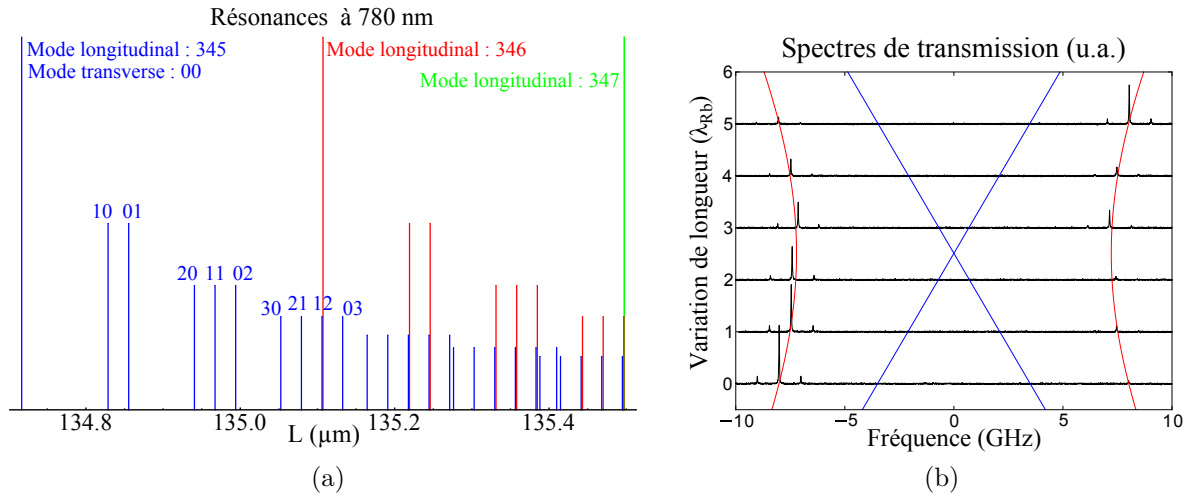 Résonances à 780 nm
Mode longitudinal : 345
Mode transverse : 00
Mode longitudinal : 346
Mode longitudinal : 347
10 01
20 11 02
30 21 12 03
134.8 135.0 135.2 135.4
L (µm)
(a)
Spectres de transmission (u.a.)
Variation de longueur (λRb)
6
5
4
3
2
1
0
−10 −5 0 5 10
Fréquence (GHz)
(b)